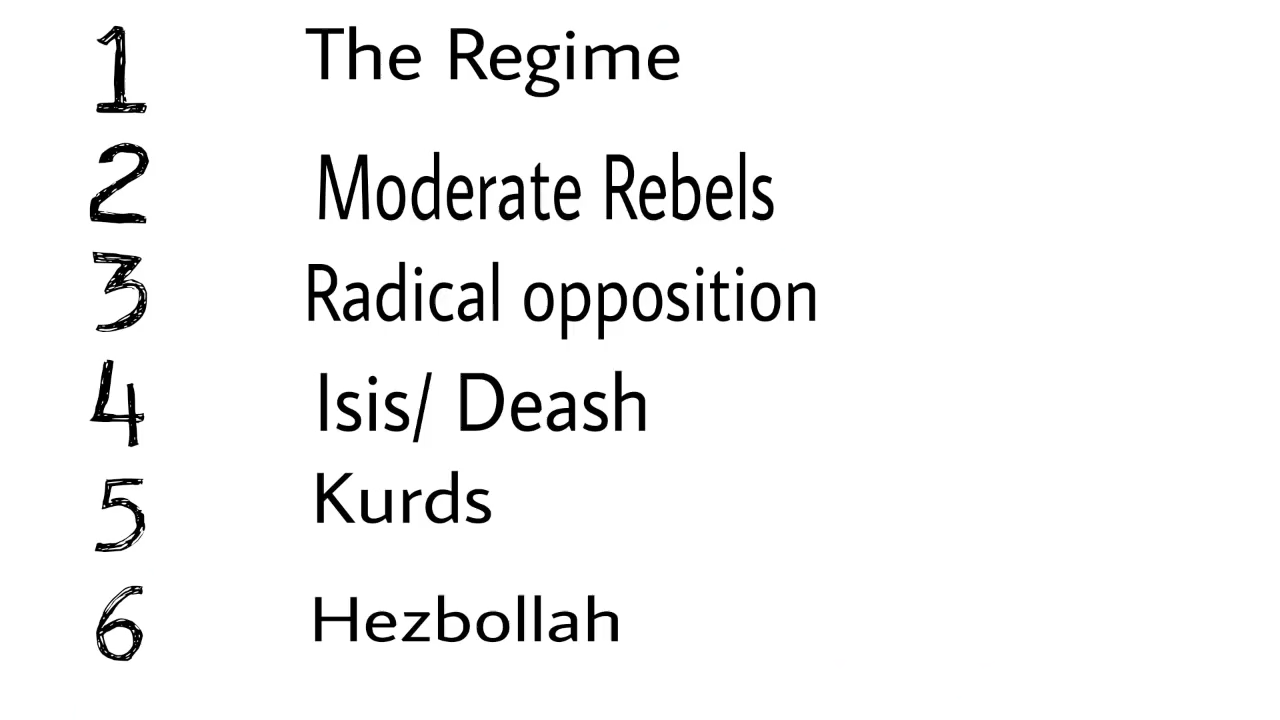 1 The Regime
2 Moderate Rebels
3 Radical opposition
4 Isis/ Deash
5 Kurds
6 Hezbollah